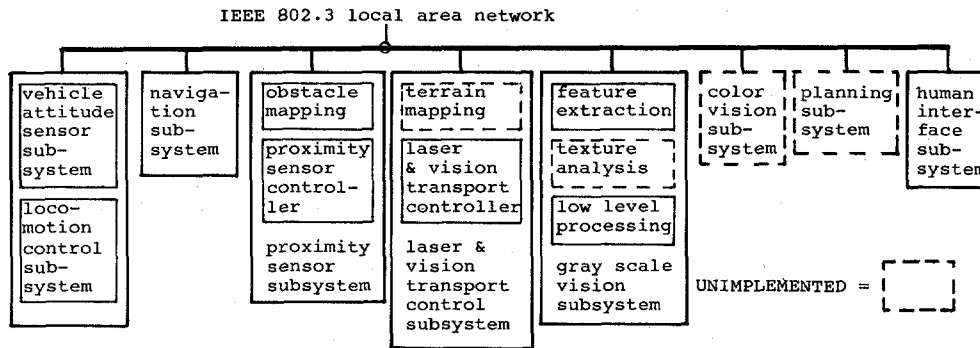 IEEE 802.3 local area network
vehicle
attitude
sensor
sub-
system
loco-
motion
control
sub-
system
naviga-
tion
sub-
system
obstacle
mapping
proximity
sensor
control-
ler
proximity
sensor
subsystem
terrain
mapping
laser
& vision
transport
controller
laser &
vision
transport
control
subsystem
feature
extraction
texture
analysis
low level
processing
gray scale
vision
subsystem
color
vision
sub-
system
planning
sub-
system
human
inter-
face
sub-
system
UNIMPLEMENTED =